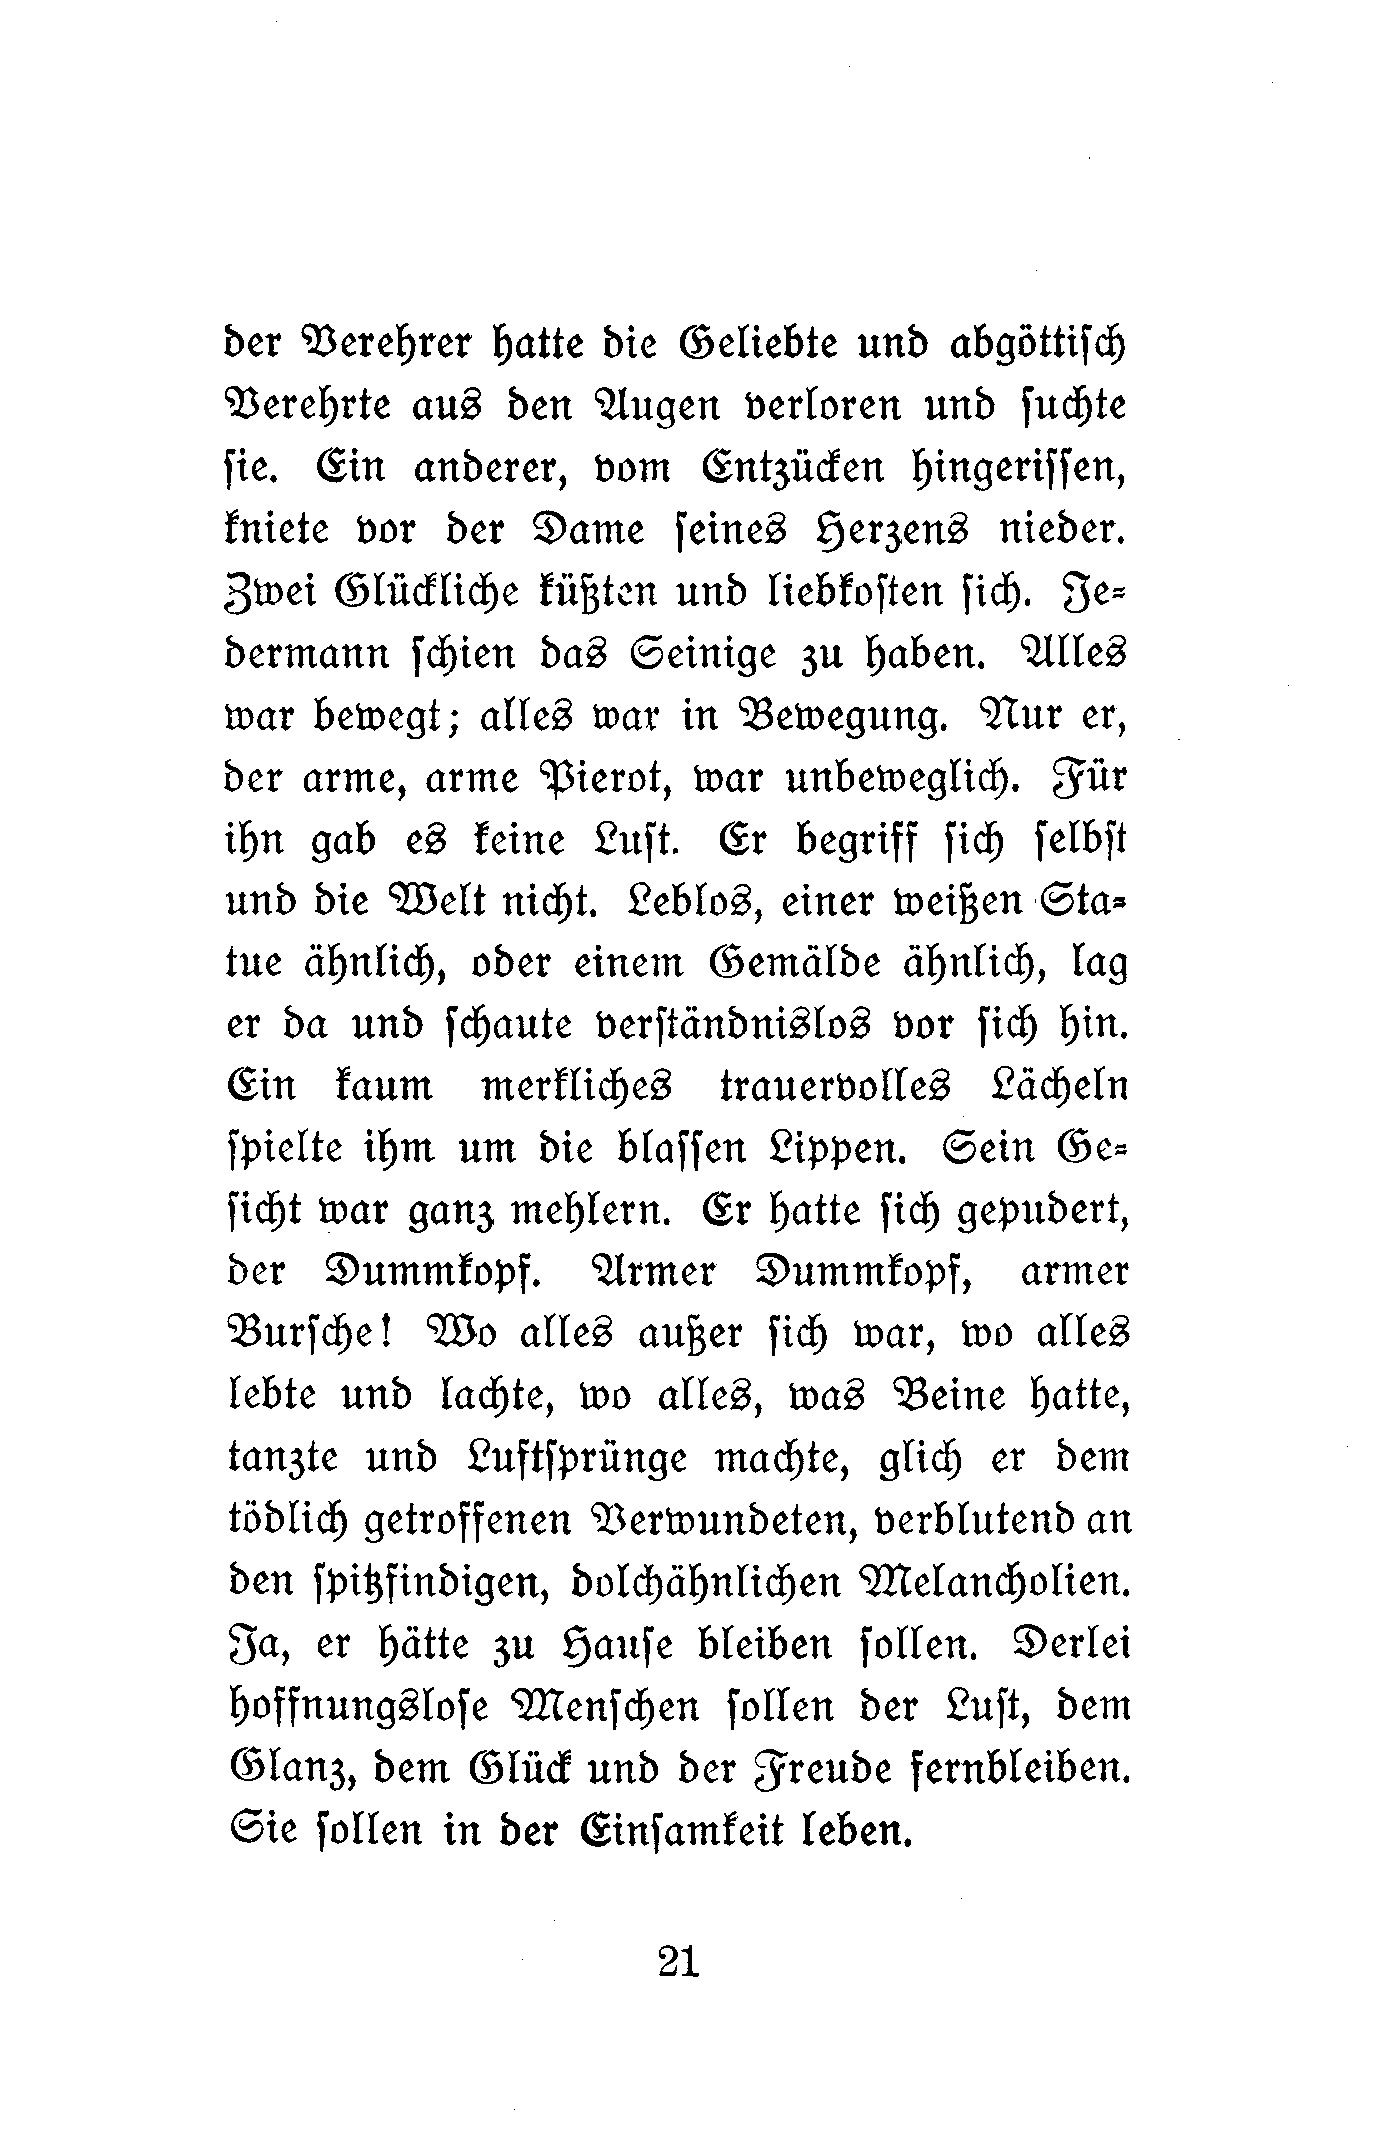 der Verehrer hatte die Geliebte und abgöttisch
Verehrte aus den Augen verloren und suchte
sie. Ein anderer, vom Entzücken hingerissen,
kniete vor der Dame seines Herzens nieder.
Zwei Glückliche küßten und liebkosten sich. Je-
dermann schien das Seinige zu haben. Alles
war bewegt; alles war in Bewegung. Nur er,
der arme, arme Pierot, war unbeweglich. Für
ihn gab es keine Lust. Er begriff sich selbst
und die Welt nicht. Leblos, einer weißen Sta-
tue ähnlich, oder einem Gemälde ähnlich, lag
er da und schaute verständnislos vor sich hin.
Ein kaum merkliches trauervolles Lächeln
spielte ihm um die blassen Lippen. Sein Ge-
sicht war ganz mehlern. Er hatte sich gepudert,
der Dummkopf. Armer Dummkopf, armer
Bursche! Wo alles außer sich war, wo alles
lebte und lachte, wo alles, was Beine hatte,
tanzte und Luftsprünge machte, glich er dem
tödlich getroffenen Verwundeten, verblutend an
den spitzfindigen, dolchähnlichen Melancholien.
Ja, er hätte zu Hause bleiben sollen. Derlei
hoffnungslose Menschen sollen der Lust, dem
Glanz, dem Glück und der Freude fernbleiben.
Sie sollen in der Einsamkeit leben.
21